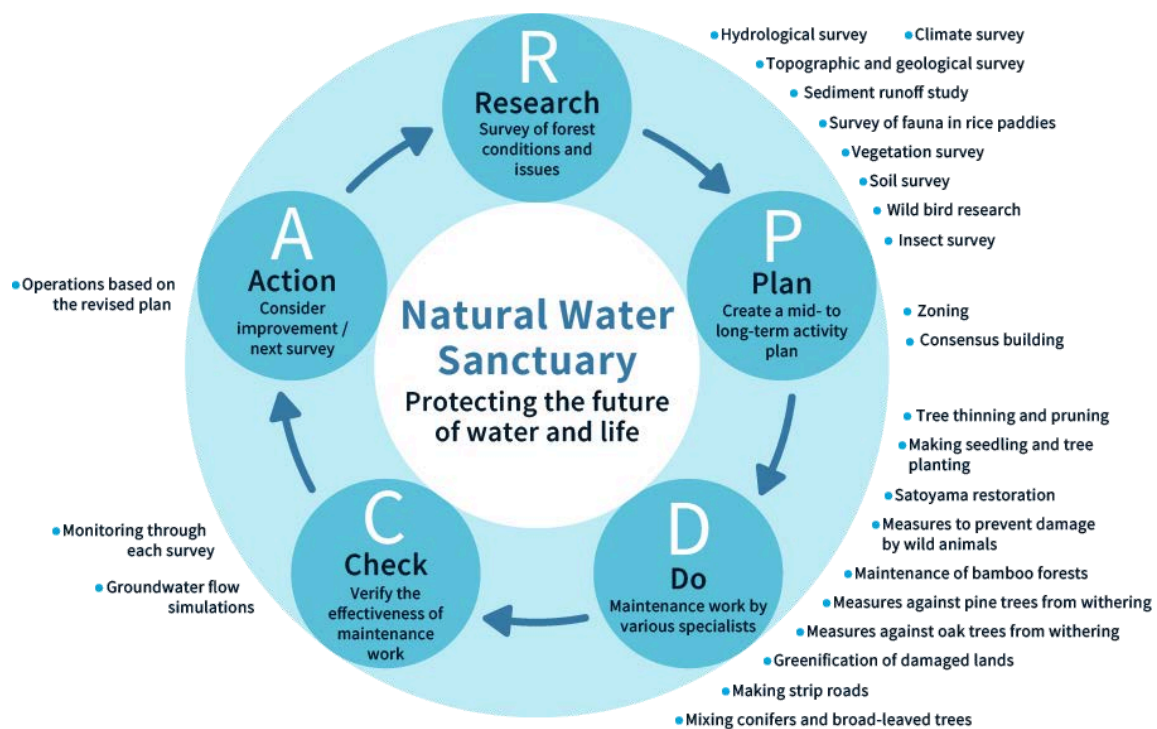 R
Research
Survey of forest
conditions and
issues
Hydrological survey
Climate survey
Topographic and geological survey
Sediment runoff study
Survey of fauna in rice paddies
Vegetation survey
Soil survey
Wild bird research
Insect survey
P
Plan
Create a mid- to
long-term activity
plan
Zoning
Consensus building
D
Do
Maintenance work by
various specialists
Tree thinning and pruning
Making seedling and tree
planting
Satoyama restoration
Measures to prevent damage
by wild animals
Maintenance of bamboo forests
Measures against pine trees from withering
Measures against oak trees from withering
Greenification of damaged lands
Making strip roads
Mixing conifers and broad-leaved trees
C
Check
Verify the
effectiveness of
maintenance
work
Monitoring through
each survey
Groundwater flow
simulations
A
Action
Consider
improvement /
next survey
Operations based on
the revised plan
Natural Water
Sanctuary
Protecting the future
of water and life